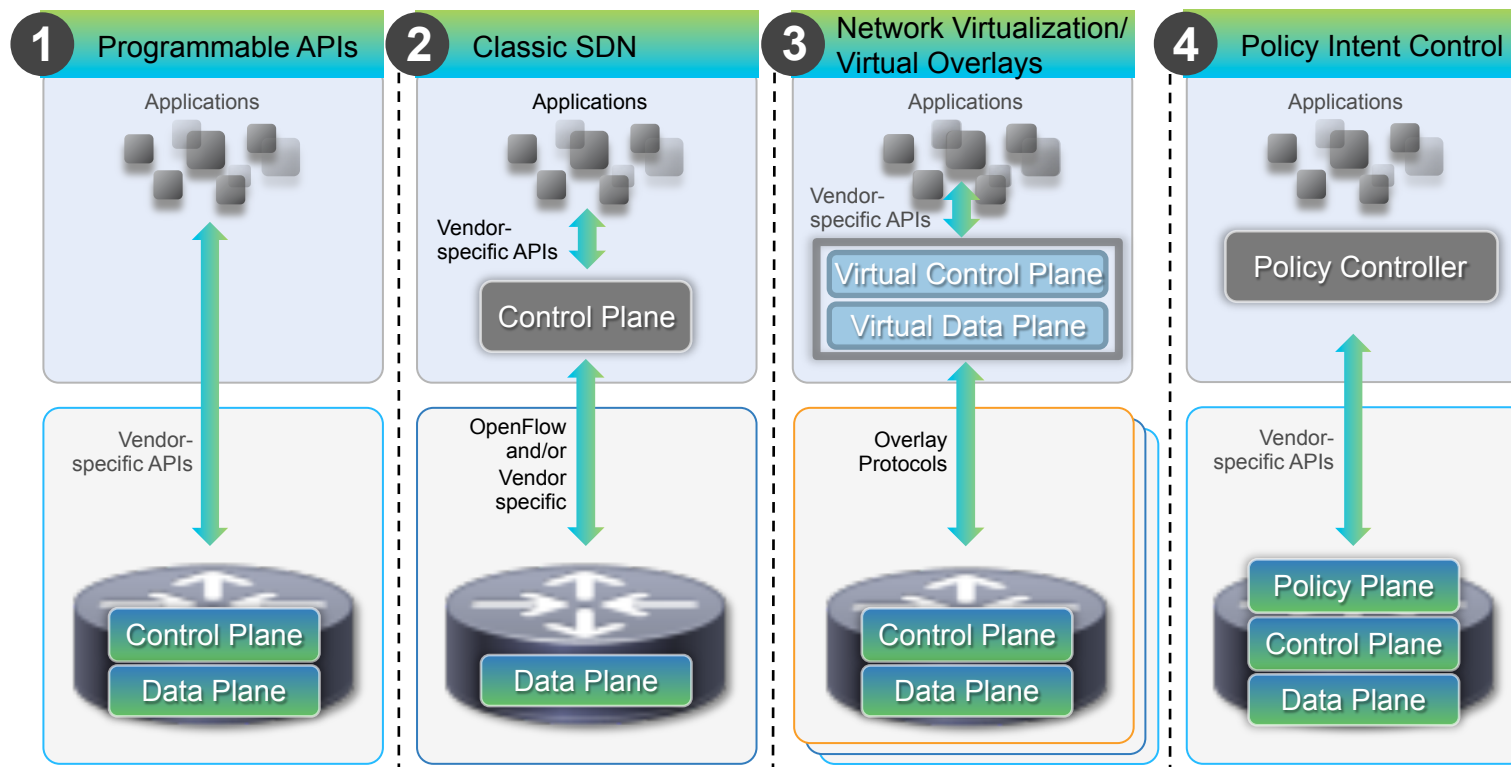 1
Programmable APIs
Applications
Vendor-
specific APIs
Control Plane
Data Plane
2
Classic SDN
Applications
Vendor-
specific APIs
Control Plane
OpenFlow
and/or
Vendor
specific
Data Plane
3
Network Virtualization/
Virtual Overlays
Applications
Vendor-
specific APIs
Virtual Control Plane
Virtual Data Plane
Overlay
Protocols
Control Plane
Data Plane
4
Policy Intent Control
Applications
Policy Controller
Vendor-
specific APIs
Policy Plane
Control Plane
Data Plane